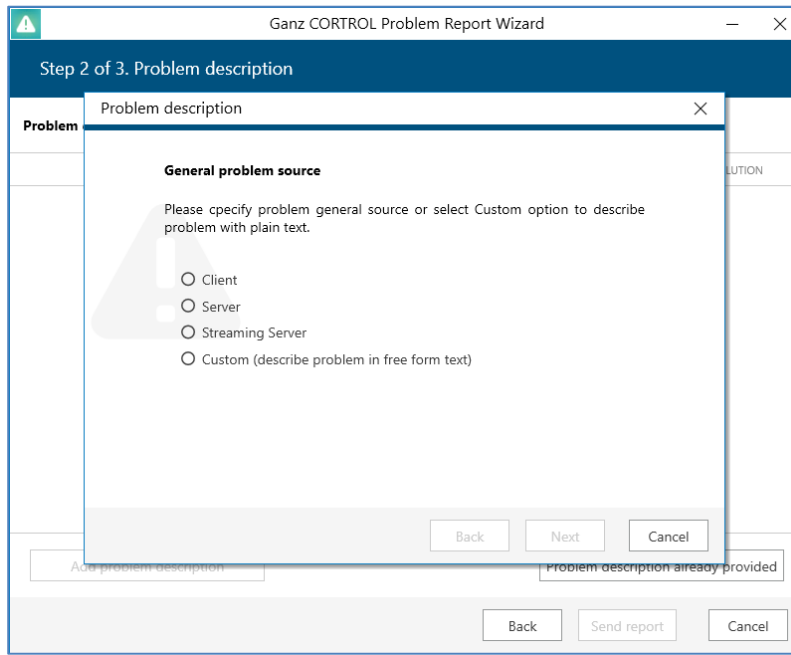 Ganz CORTROL Problem Report Wizard
Step 2 of 3. Problem description
Problem
LUTION
Problem description
General problem source
Please cpecify problem general source or select Custom option to describe
problem with plain text.
Client
Server
Streaming Server
Custom (describe problem in free form text)
Back Next Cancel
Add problem description Problem description already provided
Back Send report Cancel